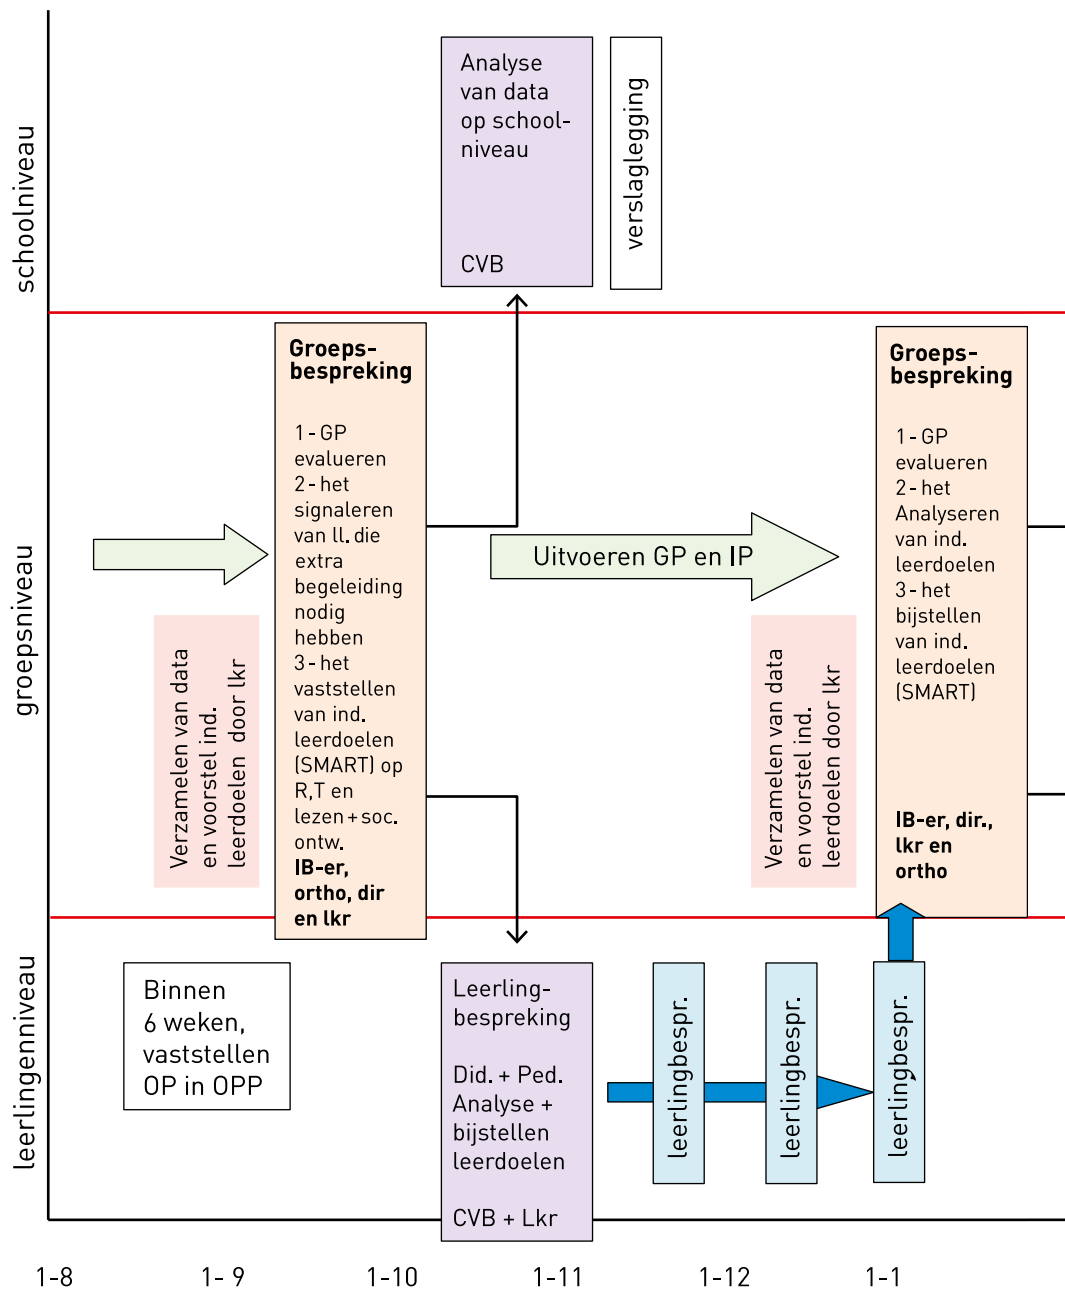 schoolniveau
Analyse
van data
op school-
niveau
CVB
verslaglegging
groepsniveau
Verzamelen van data
en voorstel ind.
leerdoelen door lkr
Groeps-
bespreking
1 - GP
evalueren
2 - het
signaleren
van ll. die
extra
begeleiding
nodig
hebben
3 - het
vaststellen
van ind.
leerdoelen
(SMART) op
R,T en
lezen + soc.
ontw.
IB-er,
ortho, dir
en lkr
Uitvoeren GP en IP
Verzamelen van data
en voorstel ind.
leerdoelen door lkr
Groeps-
bespreking
1 - GP
evalueren
2 - het
Analyseren
van ind.
leerdoelen
3 - het
bijstellen
van ind.
leerdoelen
(SMART)
IB-er, dir.,
lkr en
ortho
leerlingenniveau
Binnen
6 weken,
vaststellen
OP in OPP
Leerling-
bespreking
Did. + Ped.
Analyse +
bijstellen
leerdoelen
CVB + Lkr
leerlingbespr.
leerlingbespr.
leerlingbespr.
1-8 1- 9 1-10 1-11 1-12 1-1